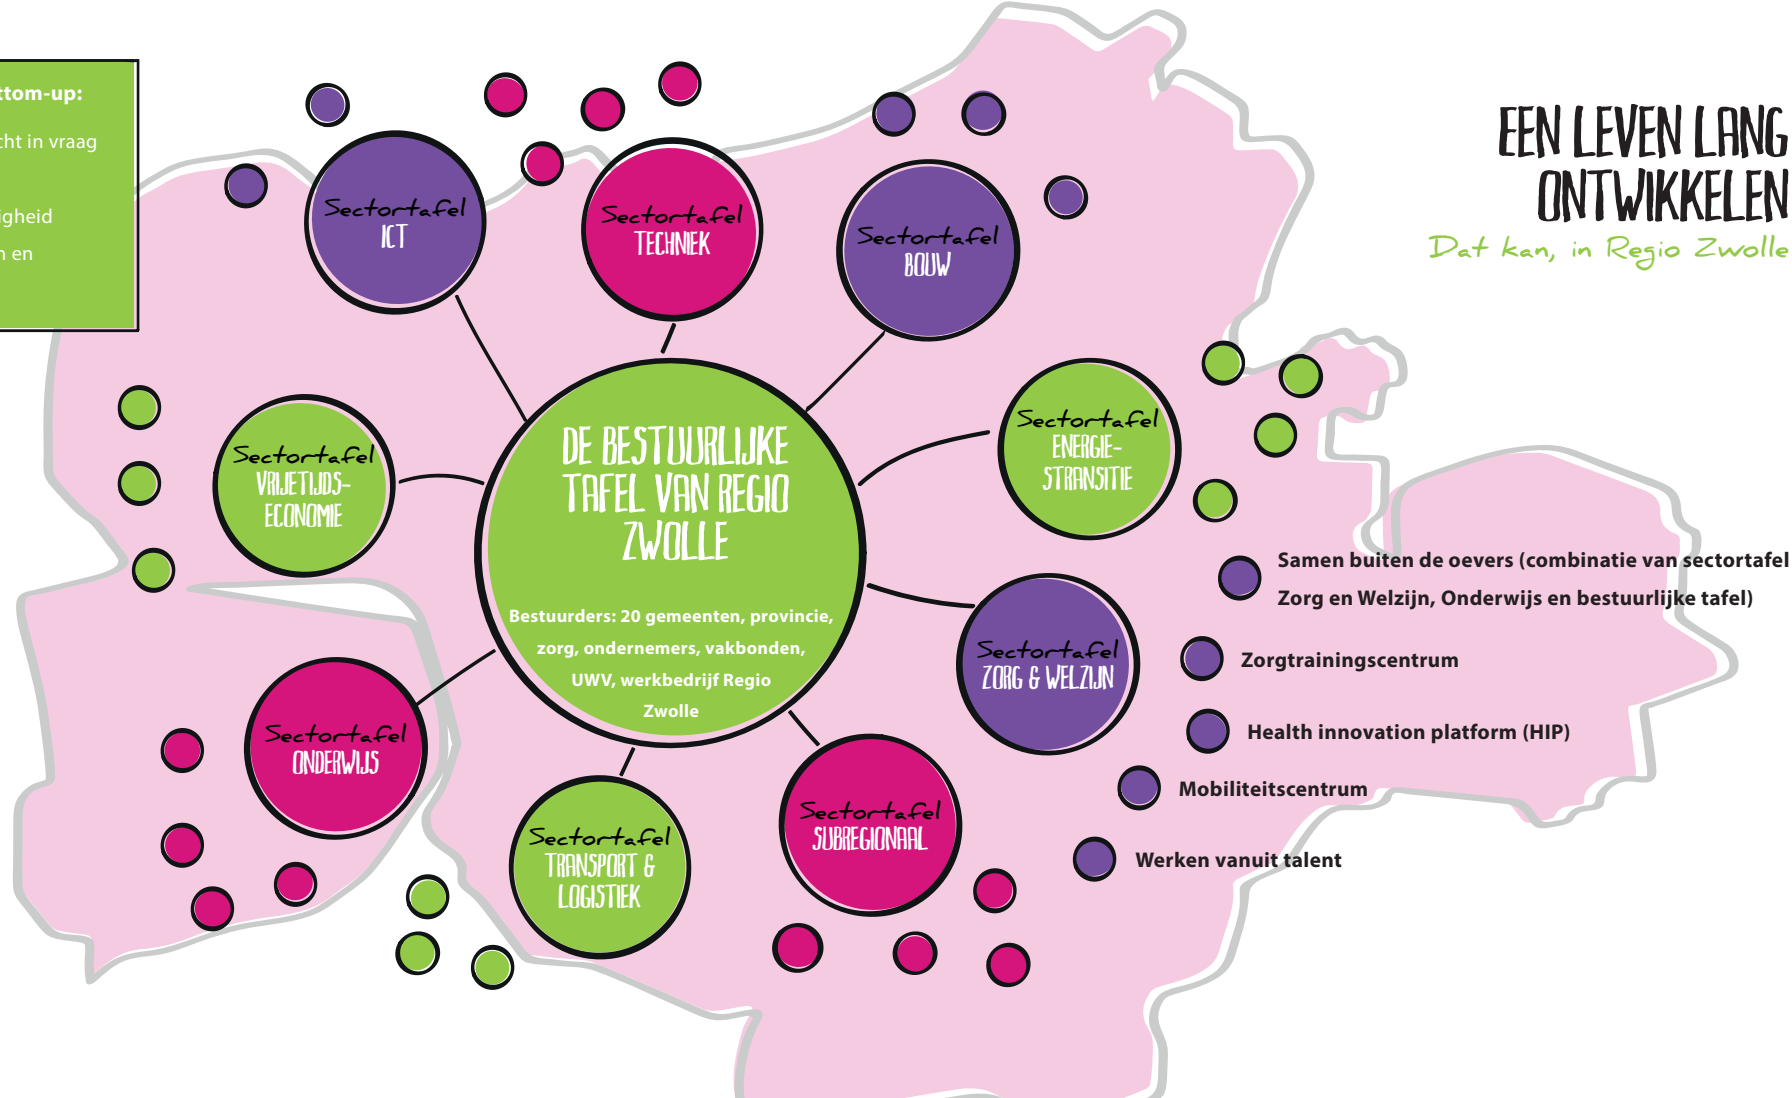 ttom-up:
cht in vraag
igheid
n en
EEN LEVEN LANG
ONTWIKKELEN
Dat kan, in Regio Zwolle
Sectortafel
ICT
Sectortafel
TECHNIEK
Sectortafel
BOUW
Sectortafel
VRIJETIJDS-
ECONOMIE
DE BESTUURLIJKE
TAFEL VAN REGIO
ZWOLLE
Bestuurders: 20 gemeenten, provincie,
zorg, ondernemers, vakbonden,
UWV, werkbedrijf Regio
Zwolle
Sectortafel
ENERGIE-
STRANSITIE
Sectortafel
ZORG & WELZIJN
Samen buiten de oevers (combinatie van sectortafel
Zorg en Welzijn, Onderwijs en bestuurlijke tafel)
Zorgtrainingscentrum
Health innovation platform (HIP)
Mobiliteitscentrum
Werken vanuit talent
Sectortafel
ONDERWIJS
Sectortafel
TRANSPORT &
LOGISTIEK
Sectortafel
SUBREGIONAAL